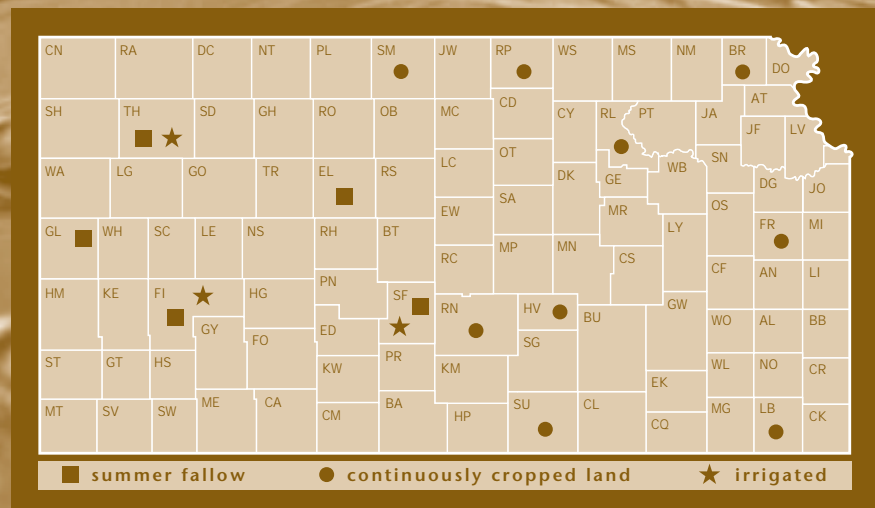 CN RA DC NT PL SM JW RP WS MS NM BR DO
SH TH SD GH RO OB MC CD CY RL PT JA AT
JF LV
WA LG GO TR EL RS LC OT DK GE WB SN
SA MR OS DG JO
GL WH SC LE NS RH BT EW LY FR MI
RC MP MN CS
HM KE FI HG PN SF CF AN LI
RN HV BU GW
GY ED SG WO AL BB
FO
ST GT HS KW PR KM WL NO CR
EK
MT SV SW ME CA CM BA HP SU CL CQ MG LB CK
summer fallow continuously cropped land irrigated